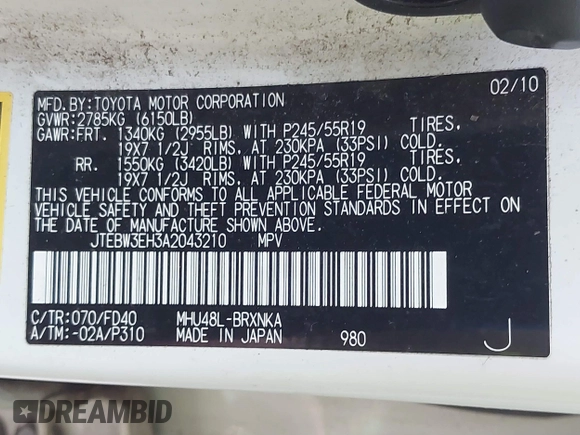 MFD. BY: TOYOTA MOTOR CORPORATION 02/10
GVWR: 2785KG (6150LB)
GAWR: FRT. 1340KG (2955LB) WITH P245/55R19 TIRES,
19X7 1/2J RIMS, AT 230KPA (33PSI) COLD.
RR. 1550KG (3420LB) WITH P245/55R19 TIRES,
19X7 1/2J RIMS, AT 230KPA (33PSI) COLD.
THIS VEHICLE CONFORMS TO ALL APPLICABLE FEDERAL MOTOR
VEHICLE SAFETY AND THEFT PREVENTION STANDARDS IN EFFECT ON
THE DATE OF MANUFACTURE SHOWN ABOVE.
JTEBW3EH3A2043210 MPV
C/TR: 070/FD40 MHU48L-BRXNKA
A/TM: -02A/P310 MADE IN JAPAN 980 J
DREAMBID